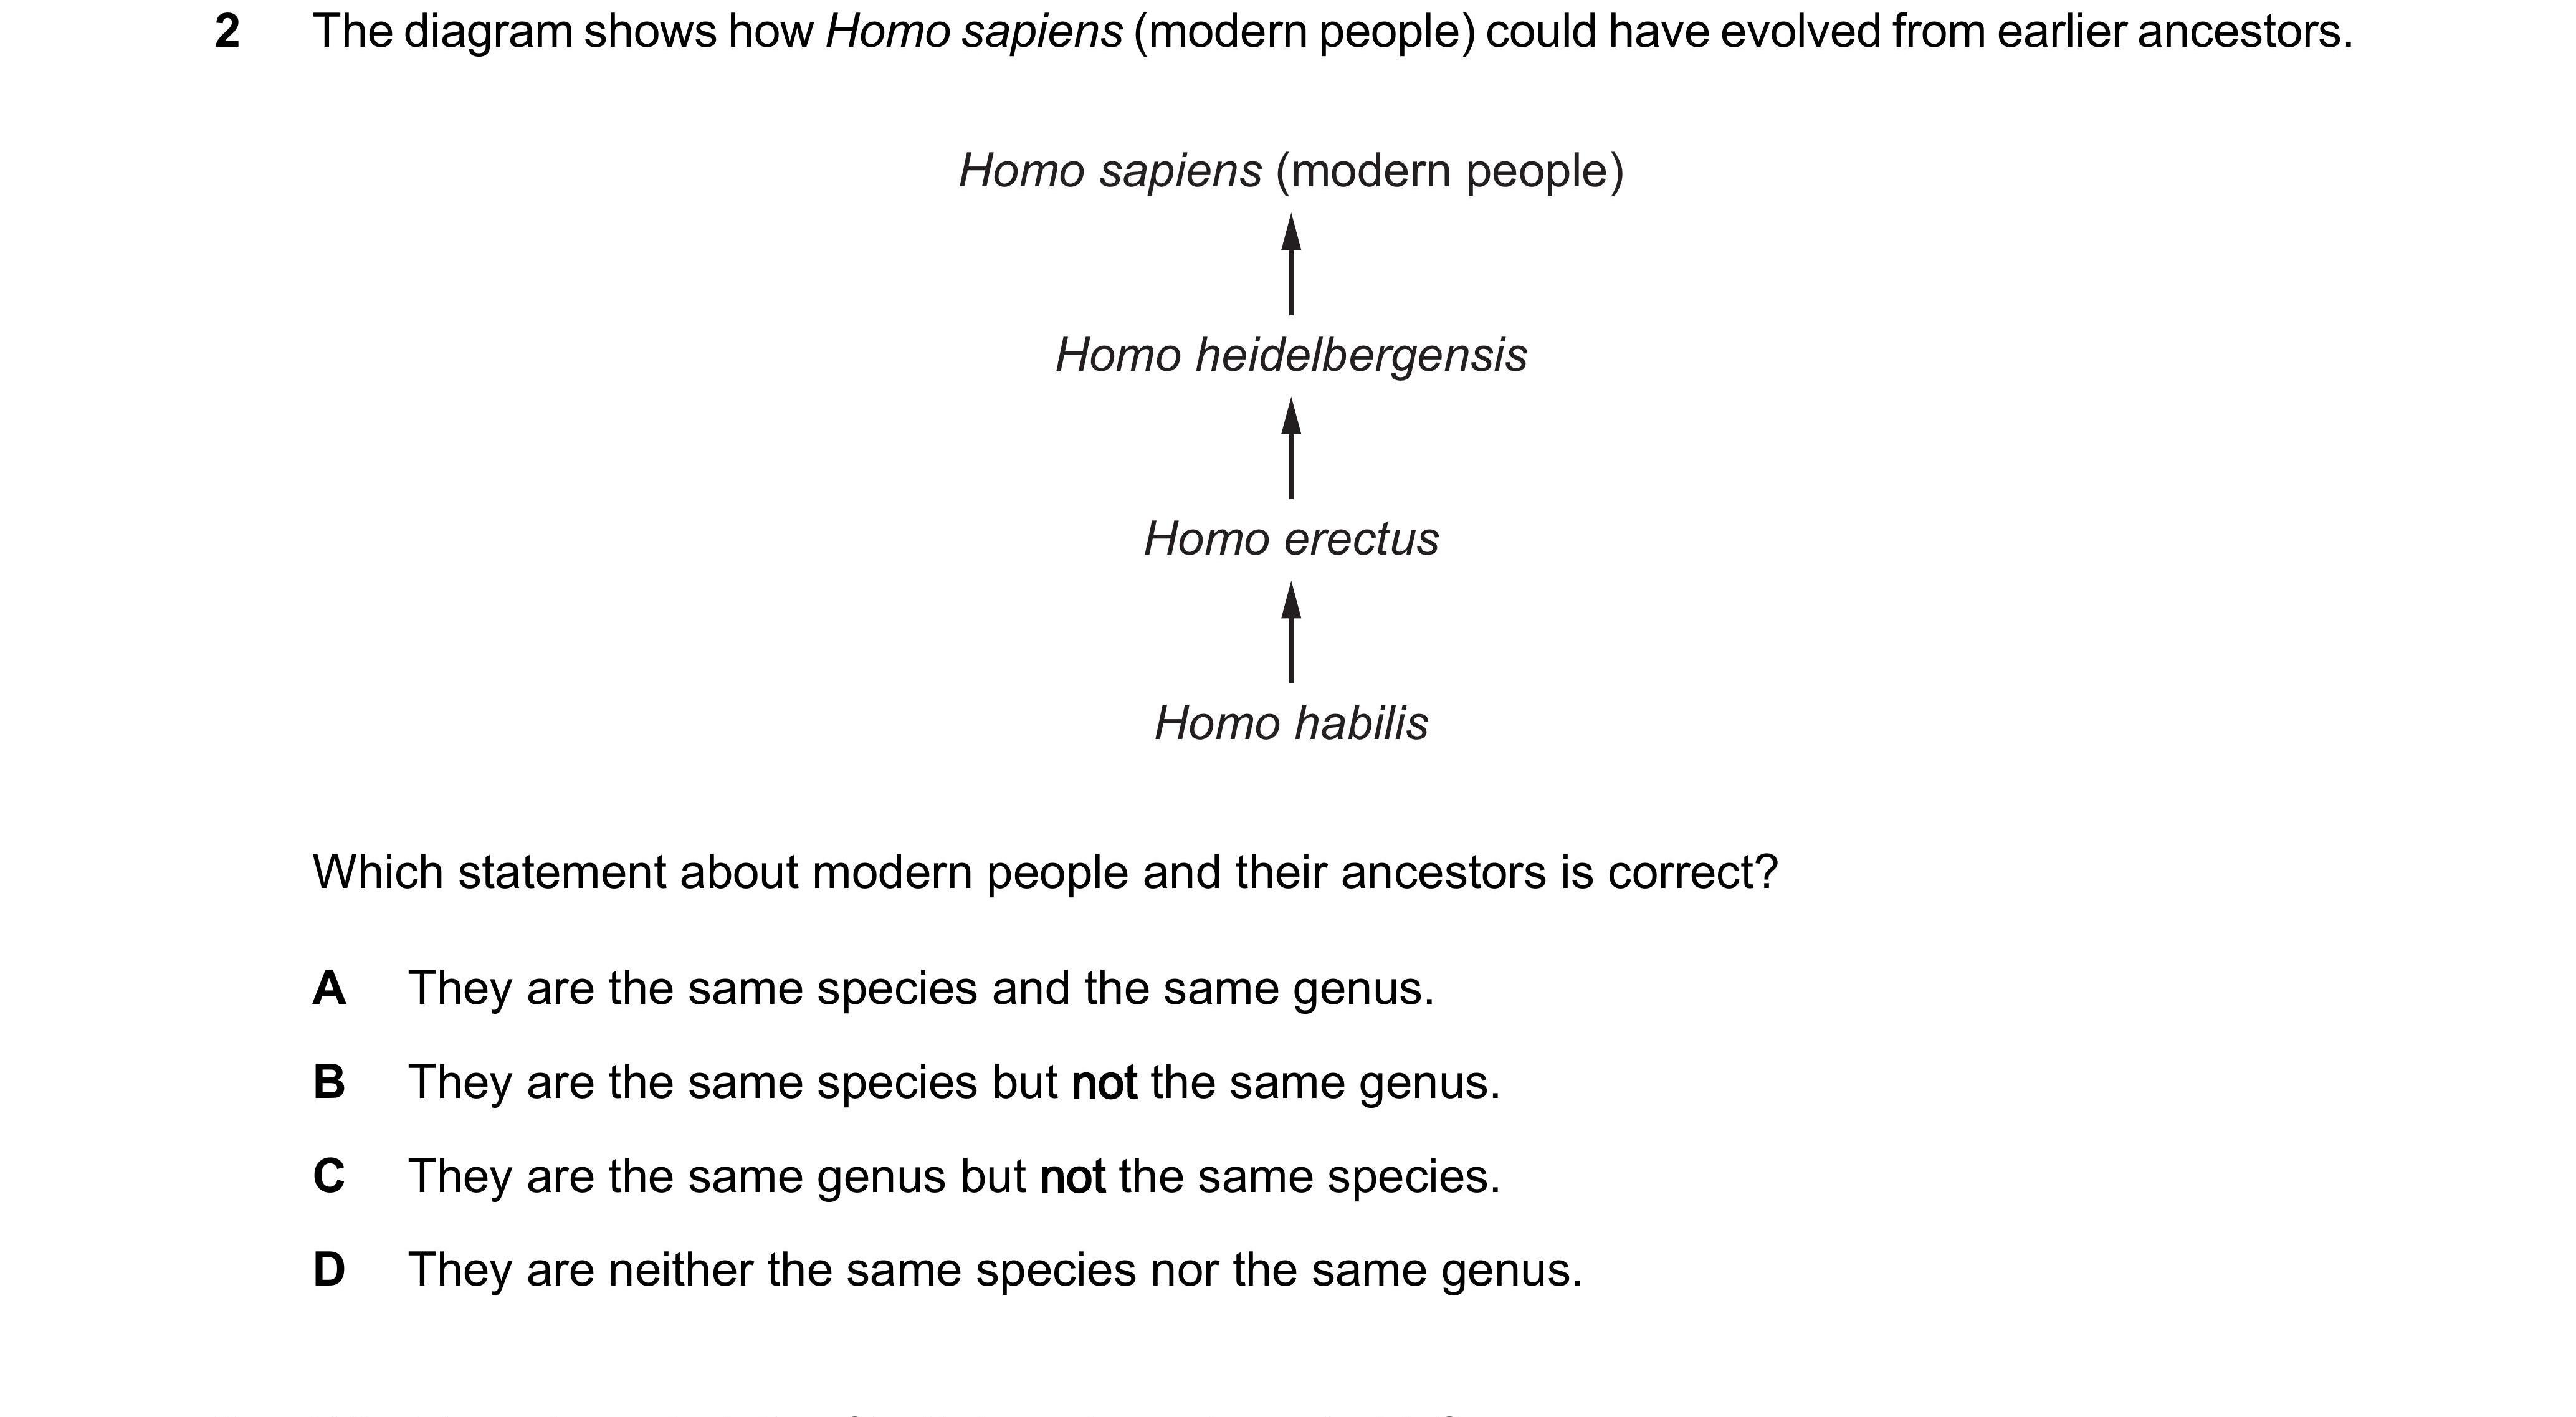 2 The diagram shows how Homo sapiens (modern people) could have evolved from earlier ancestors.
Homo sapiens (modern people)
Homo heidelbergensis
Homo erectus
Homo habilis
Which statement about modern people and their ancestors is correct?
A They are the same species and the same genus.
B They are the same species but not the same genus.
C They are the same genus but not the same species.
D They are neither the same species nor the same genus.